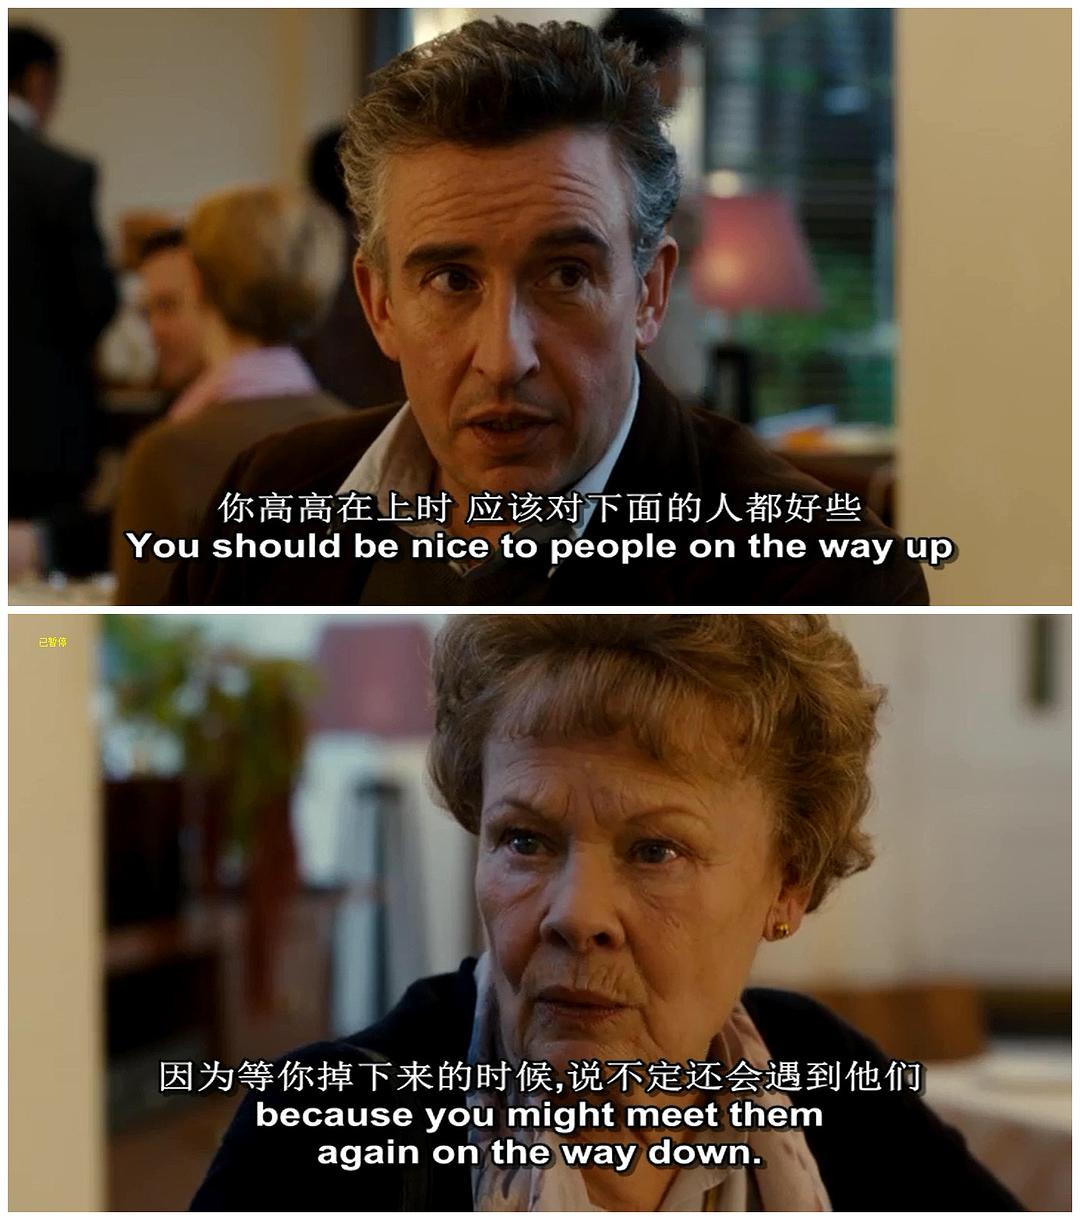 你高高在上时 应该对下面的人都好些
You should be nice to people on the way up
已暂停
因为等你掉下来的时候,说不定还会遇到他们
because you might meet them
again on the way down.